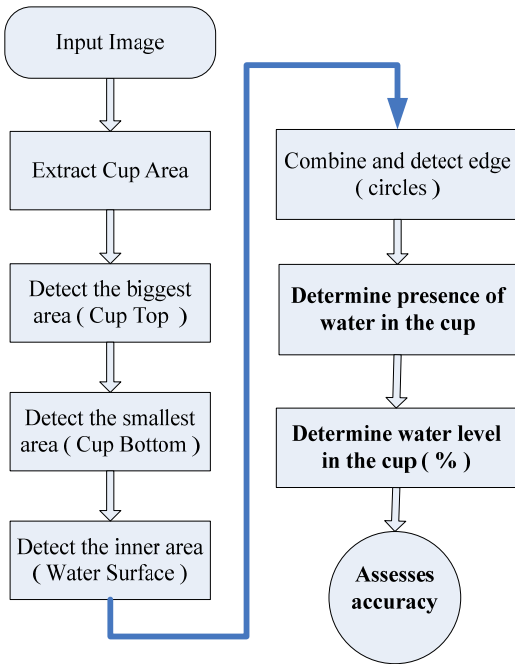 Input Image
Extract Cup Area
Detect the biggest
area ( Cup Top  )
Detect the smallest
area ( Cup Bottom )
Detect the inner area
( Water Surface )
Combine and detect edge
( circles )
Determine presence of
water in the cup
Determine water level
in the cup ( % )
Assesses
accuracy